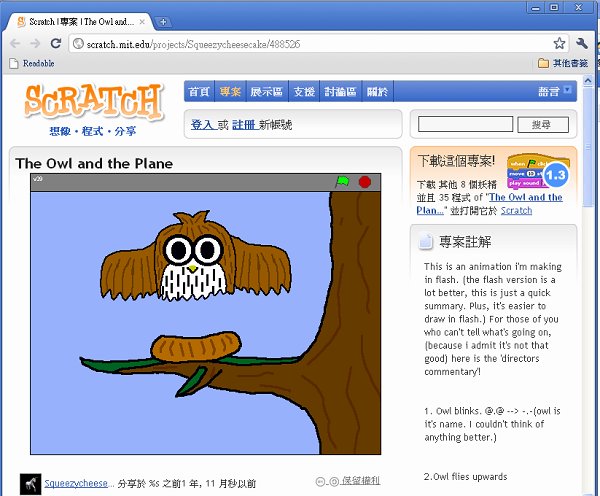 Scratch | 專案 | The Owl and...
scratch.mit.edu/projects/Squeezycheesecake/488526
Readable
其他書籤
SCRATCH
想像•程式•分享
首頁 專案 展示區 支援 討論區 關於 語言
登入 或 註冊 新帳號
搜尋
The Owl and the Plane
v29
下載這個專案!
1.3
下載 其他 8 個妖精
並且 35 程式 of "The Owl and the
Plan..." 並打開它於 Scratch
專案註解
This is an animation i'm making
in flash. (the flash version is a
lot better, this is just a quick
summary. Plus, it's easier to
draw in flash.) For those of you
who can't tell what's going on,
(because i admit it's not that
good) here is the 'directors
commentary'!
1. Owl blinks. @.@ --> -.-(owl is
it's name. I couldn't think of
anything better.)
2.Owl flies upwards
Squeezycheese... 分享於 %s 之前1 年, 11 月秒以前
保留權利